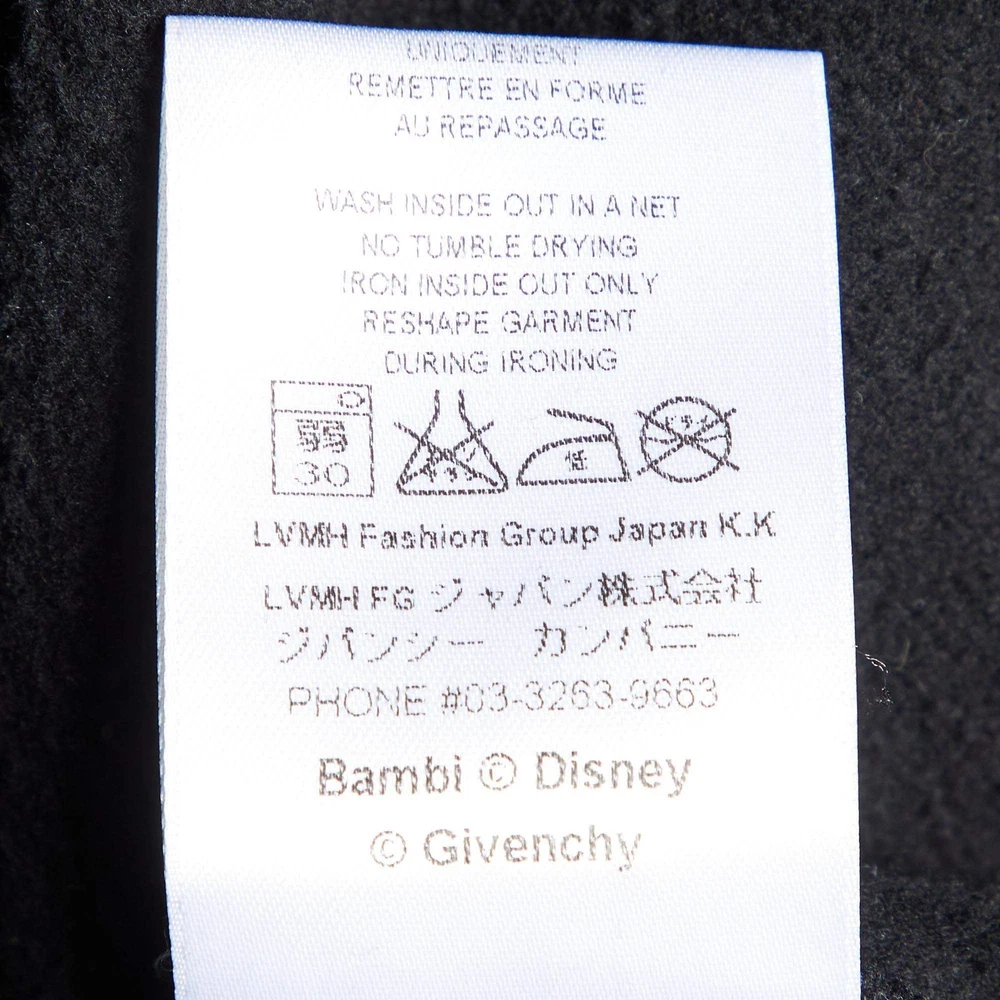 UNIQUEMENT
REMETTRE EN FORME
AU REPASSAGE
WASH INSIDE OUT IN A NET
NO TUMBLE DRYING
IRON INSIDE OUT ONLY
RESHAPE GARMENT
DURING IRONING
弱
30
低
LVMH Fashion Group Japan K.K
LVMH FG ジャパン株式会社
ジバンシー カンパニー
PHONE #03-3263-9663
Bambi © Disney
© Givenchy